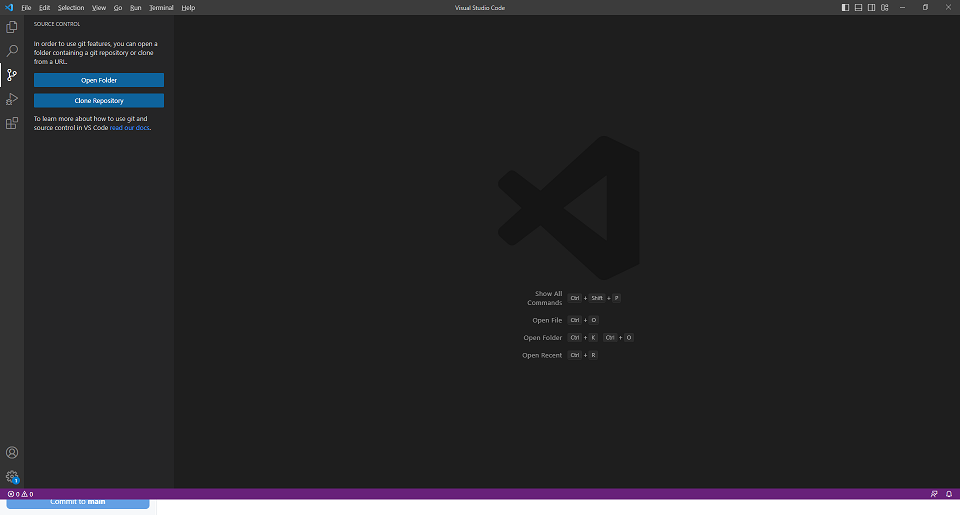 File Edit Selection View Go Run Terminal Help
Visual Studio Code
SOURCE CONTROL
In order to use git features, you can open a
folder containing a git repository or clone
from a URL.
Open Folder
Clone Repository
To learn more about how to use git and
source control in VS Code read our docs.
Show All
Commands
Ctrl + Shift + P
Open File Ctrl + O
Open Folder Ctrl + K Ctrl + O
Open Recent Ctrl + R
1
0 0
Commit to main